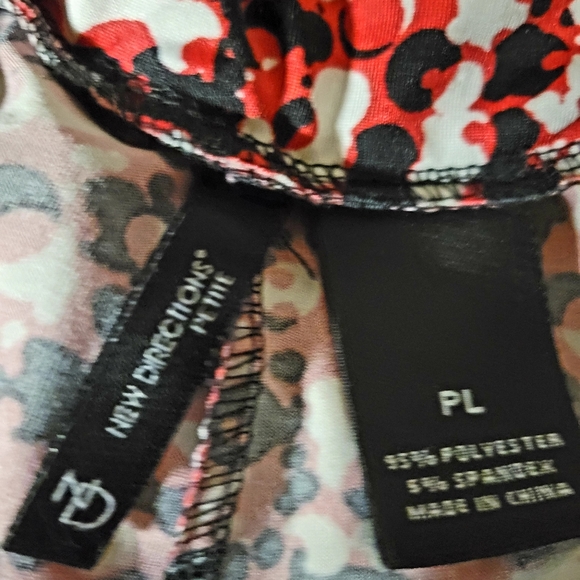 NEW DIRECTIONS®
PETITE
ND
PL
95% POLYESTER
5% SPANDEX
MADE IN CHINA